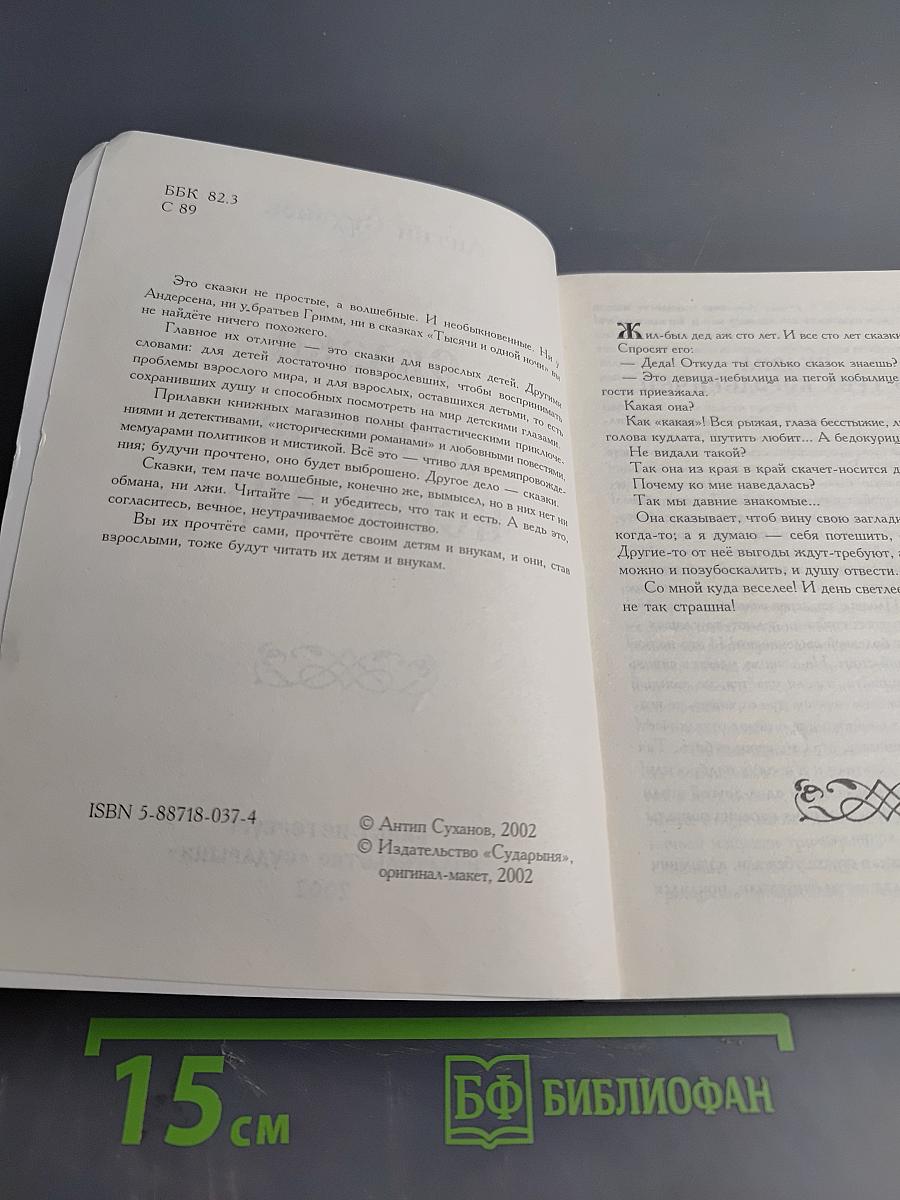 ББК 82.3
С 89
Это сказки не простые, а волшебные. И необыкновенные. Ни у
Андерсена, ни у братьев Гримм, ни в сказках «Тысячи и одной ночи» вы
не найдёте ничего похожего.
Главное их отличие — это сказки для взрослых детей. Другими
словами: для детей достаточно повзрослевших, чтобы воспринимать
проблемы взрослого мира, и для взрослых, оставшихся детьми, то есть
сохранивших душу и способных посмотреть на мир детскими глазами.
Прилавки книжных магазинов полны фантастическими приключе-
ниями и детективами, «историческими романами» и любовными повестями,
мемуарами политиков и мистикой. Всё это — чтиво для времяпровожде-
ния; будучи прочтено, оно будет выброшено. Другое дело — сказки.
Сказки, тем паче волшебные, конечно же, вымысел, но в них нет ни
обмана, ни лжи. Читайте — и убедитесь, что так и есть. А ведь это,
согласитесь, вечное, неутрачиваемое достоинство.
Вы их прочтёте сами, прочтёте своим детям и внукам, и они, став
взрослыми, тоже будут читать их детям и внукам.
ISBN 5-88718-037-4
© Антип Суханов, 2002
© Издательство «Сударыня»,
оригинал-макет, 2002
Жил-был дед аж сто лет. И все сто лет сказки
Спросят его:
— Деда! Откуда ты столько сказок знаешь?
— Это девица-небылица на пегой кобылице
гости приезжала.
Какая она?
Как «какая»! Вся рыжая, глаза бесстыжие,
голова кудлата, шутить любит... А бедокурит
Не видали такой?
Так она из края в край скачет-носится
Почему ко мне наведалась?
Так мы давние знакомые...
Она сказывает, чтоб вину свою заглади
когда-то; а я думаю — себя потешить,
Другие-то от неё выгоды ждут-требуют,
можно и позубоскалить, и душу отвести.
Со мной куда веселее! И день светлее
не так страшна!
15 см
БФ БИБЛИОФАН